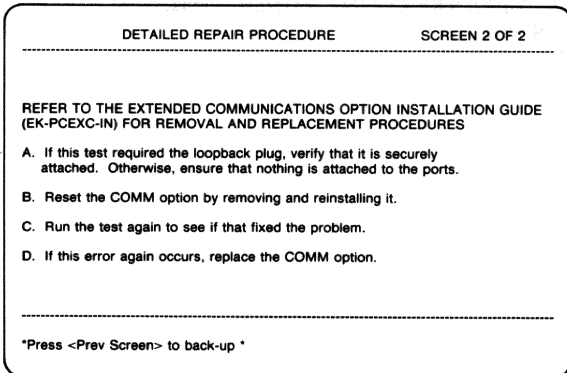 DETAILED REPAIR PROCEDURE SCREEN 2 OF 2
REFER TO THE EXTENDED COMMUNICATIONS OPTION INSTALLATION GUIDE
(EK-PCEXC-IN) FOR REMOVAL AND REPLACEMENT PROCEDURES
A. If this test required the loopback plug, verify that it is securely
attached. Otherwise, ensure that nothing is attached to the ports.
B. Reset the COMM option by removing and reinstalling it.
C. Run the test again to see if that fixed the problem.
D. If this error again occurs, replace the COMM option.
*Press <Prev Screen> to back-up *